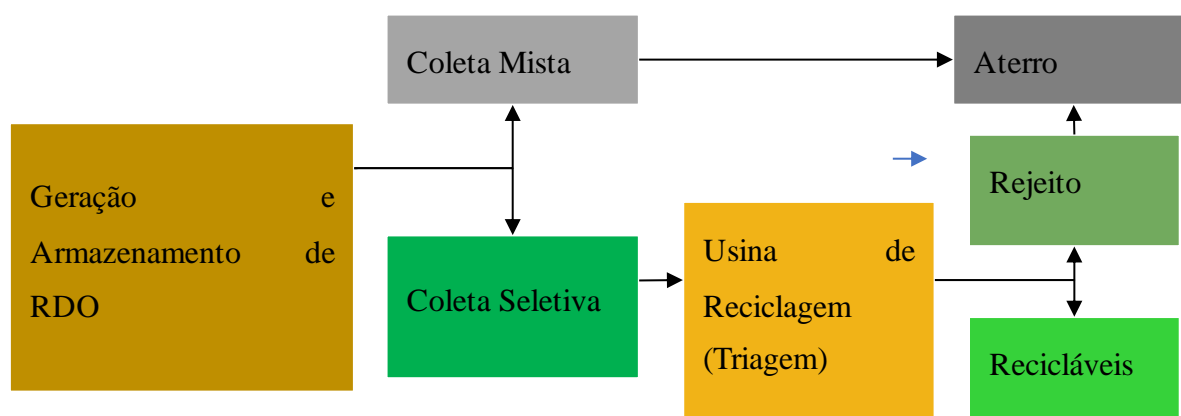 Coleta Mista
Aterro
Geração e
Armazenamento de
RDO
Rejeito
Coleta Seletiva
Usina de
Reciclagem
(Triagem)
Recicláveis